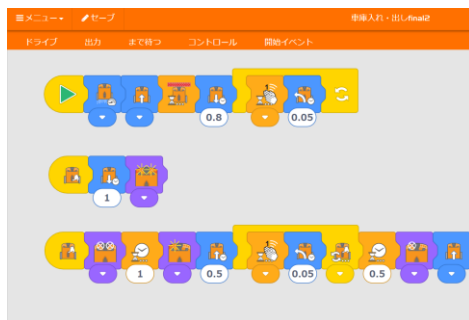 メニュー セーブ 車庫入れ・出しfinal2
ドライブ 出力 まで待つ コントロール 開始イベント
0.8 0.05
1
1 0.5 0.05 0.5